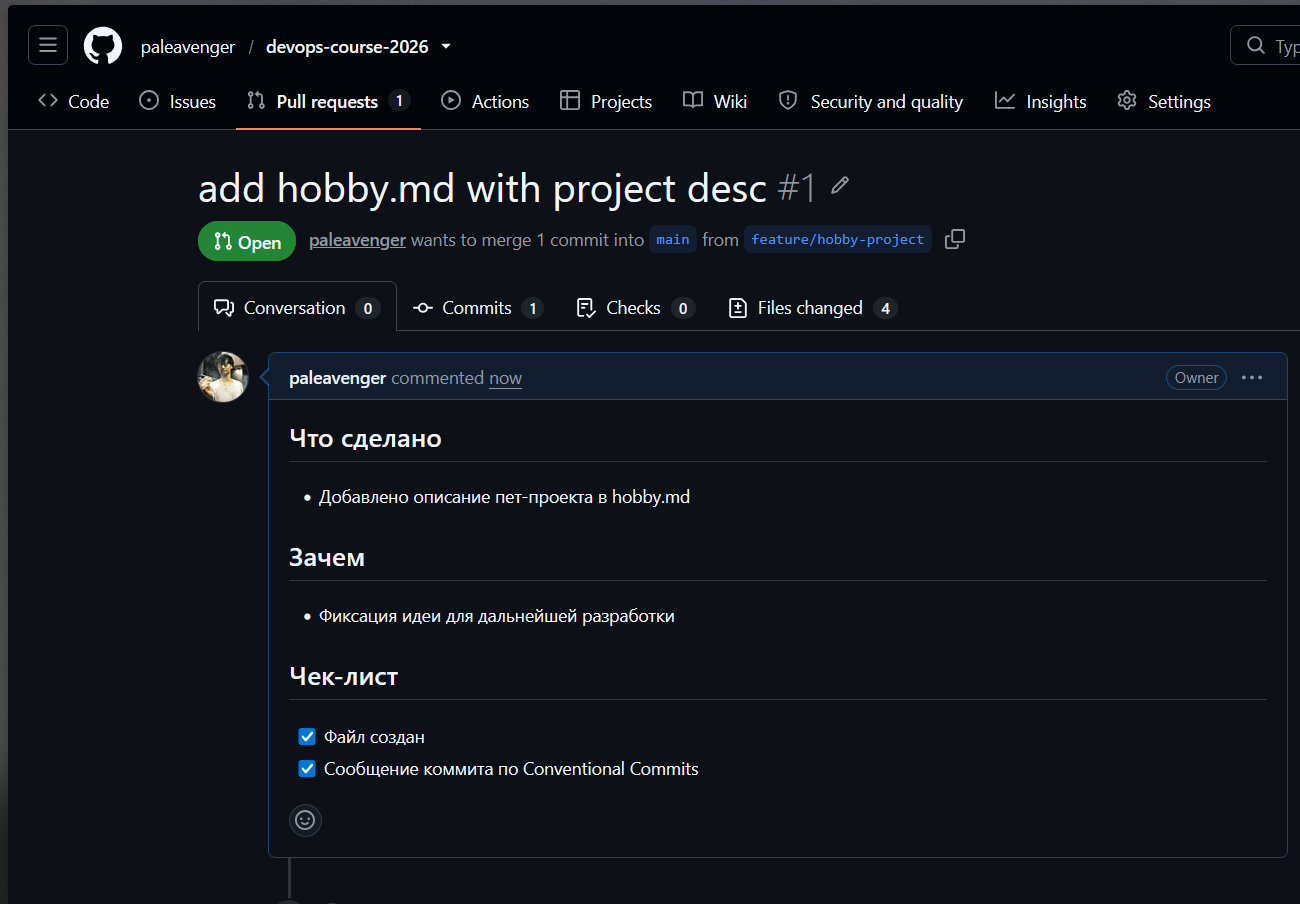 paleavenger / devops-course-2026
Typ
Code Issues Pull requests 1 Actions Projects Wiki Security and quality Insights Settings
add hobby.md with project desc #1
Open paleavenger wants to merge 1 commit into main from feature/hobby-project
Conversation 0 Commits 1 Checks 0 Files changed 4
paleavenger commented now Owner
Что сделано
• Добавлено описание пет-проекта в hobby.md
Зачем
• Фиксация идеи для дальнейшей разработки
Чек-лист
Файл создан
Сообщение коммита по Conventional Commits